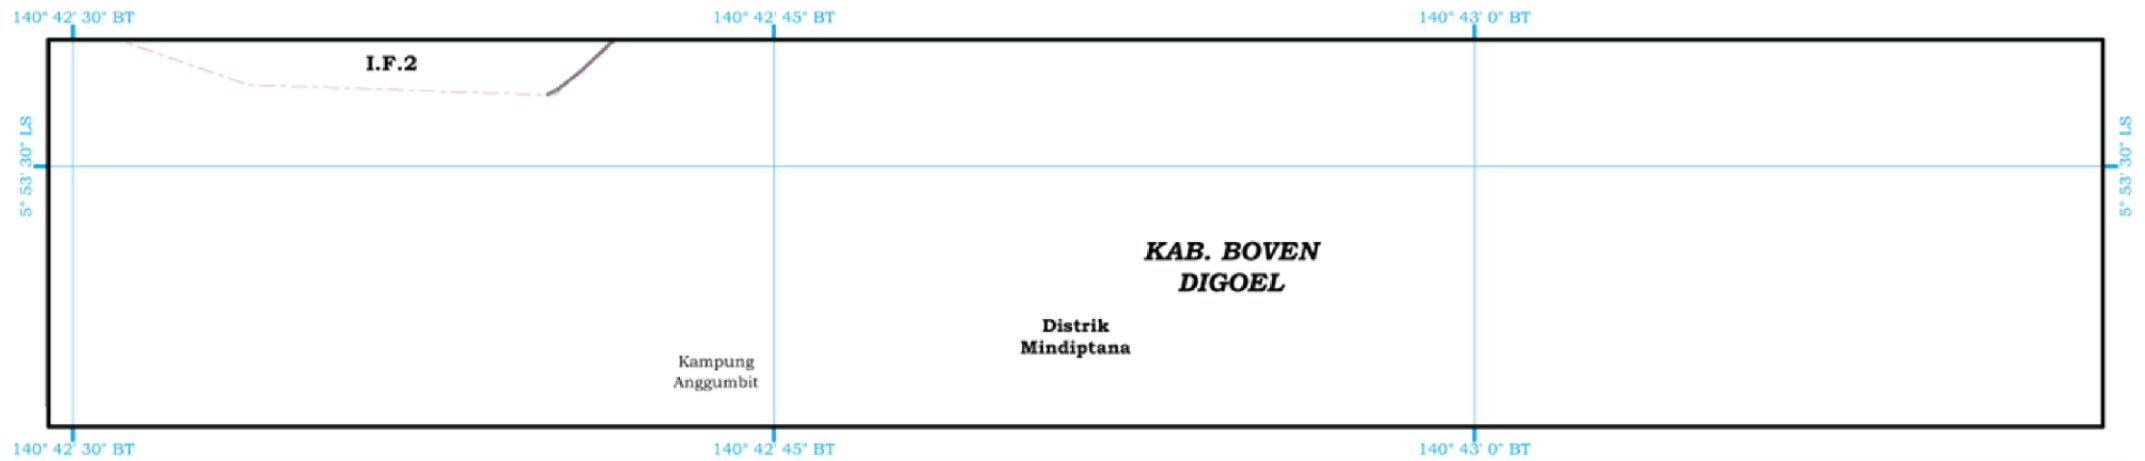 140° 42' 30" BT
140° 42' 45" BT
140° 43' 0" BT
I.F.2
5° 53' 30" LS
5° 53' 30" LS
KAB. BOVEN
DIGOEL
Distrik
Mindiptana
Kampung
Anggumbit
140° 42' 30" BT
140° 42' 45" BT
140° 43' 0" BT